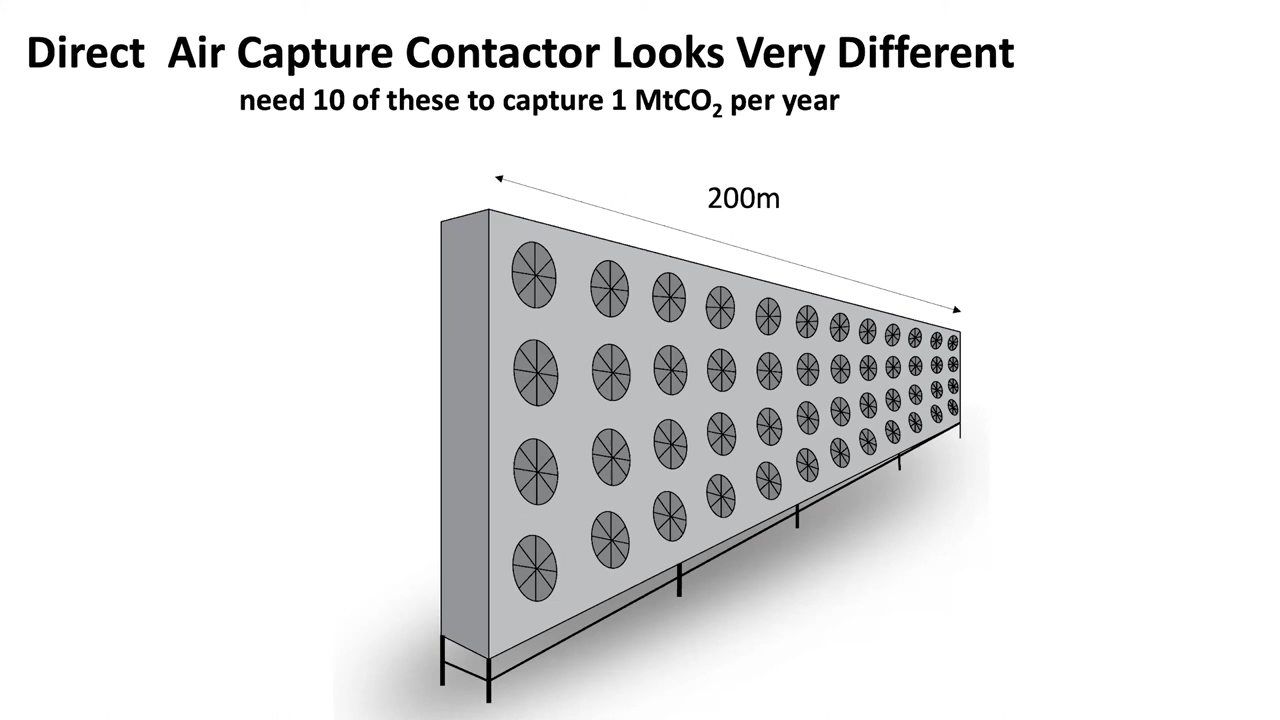 Direct  Air Capture Contactor Looks Very Different
need 10 of these to capture 1 MtCO₂ per year
200m